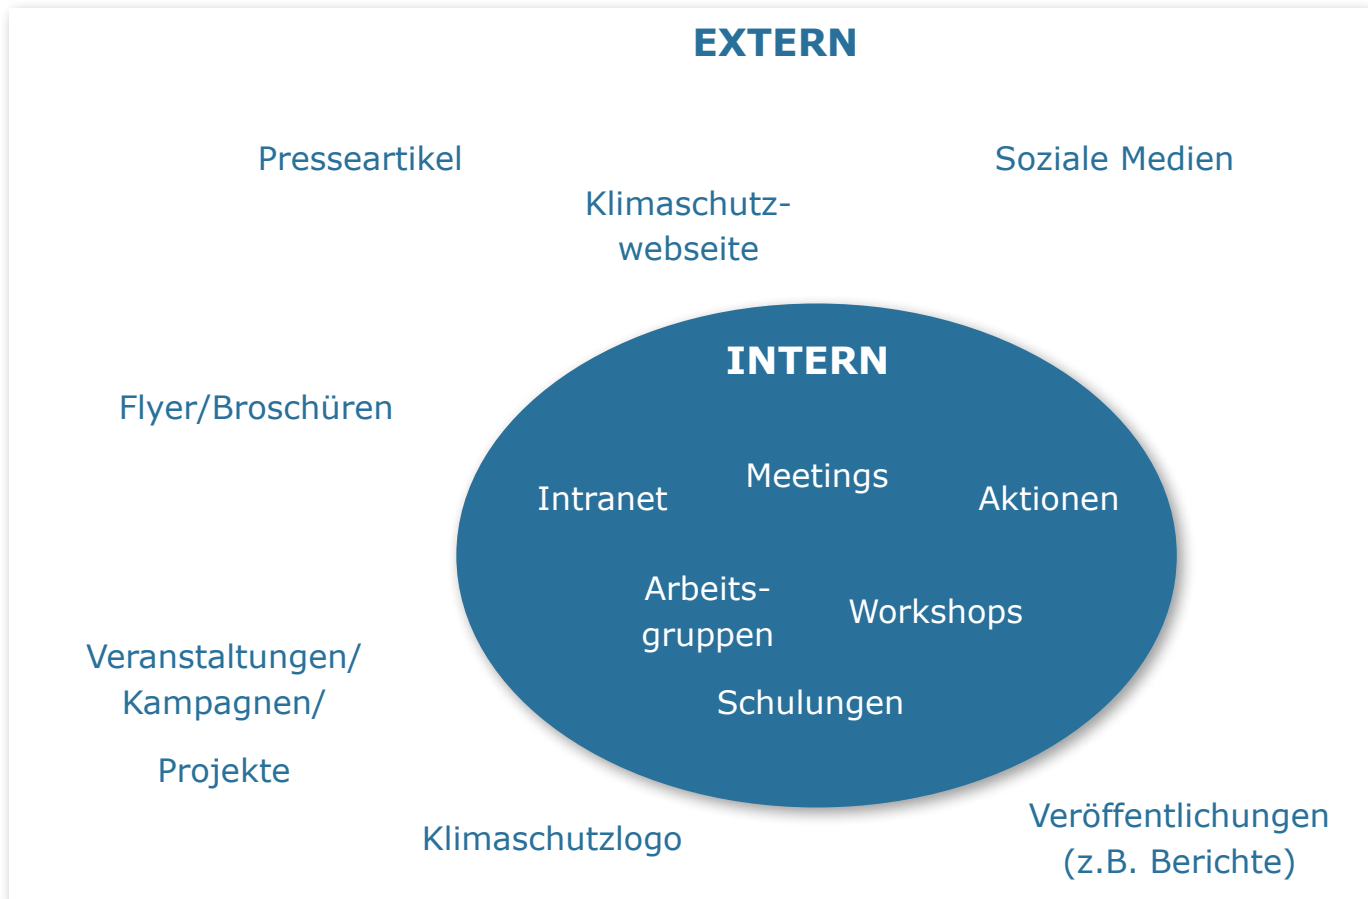 EXTERN
Presseartikel
Soziale Medien
Klimaschutz-
webseite
INTERN
Flyer/Broschüren
Meetings
Intranet
Aktionen
Arbeits-
gruppen
Workshops
Veranstaltungen/
Kampagnen/
Projekte
Schulungen
Klimaschutzlogo
Veröffentlichungen
(z.B. Berichte)